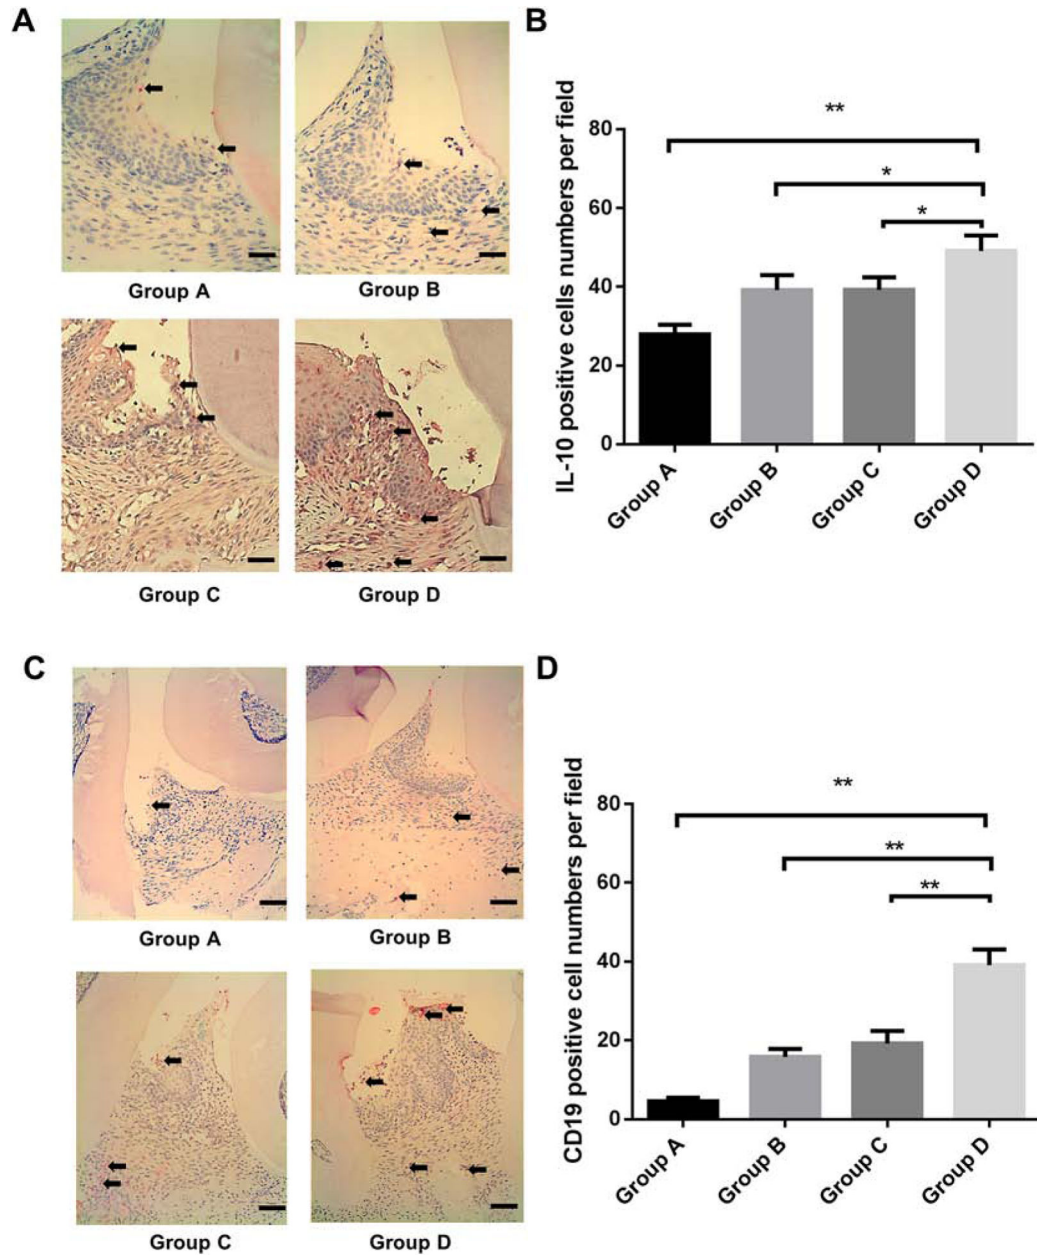 A
Group A
Group B
Group C
Group D
B
IL-10 positive cells numbers per field
80
60
40
20
0
**
*
*
Group A
Group B
Group C
Group D
C
Group A
Group B
Group C
Group D
D
CD19 positive cell numbers per field
80
60
40
20
0
**
**
**
Group A
Group B
Group C
Group D